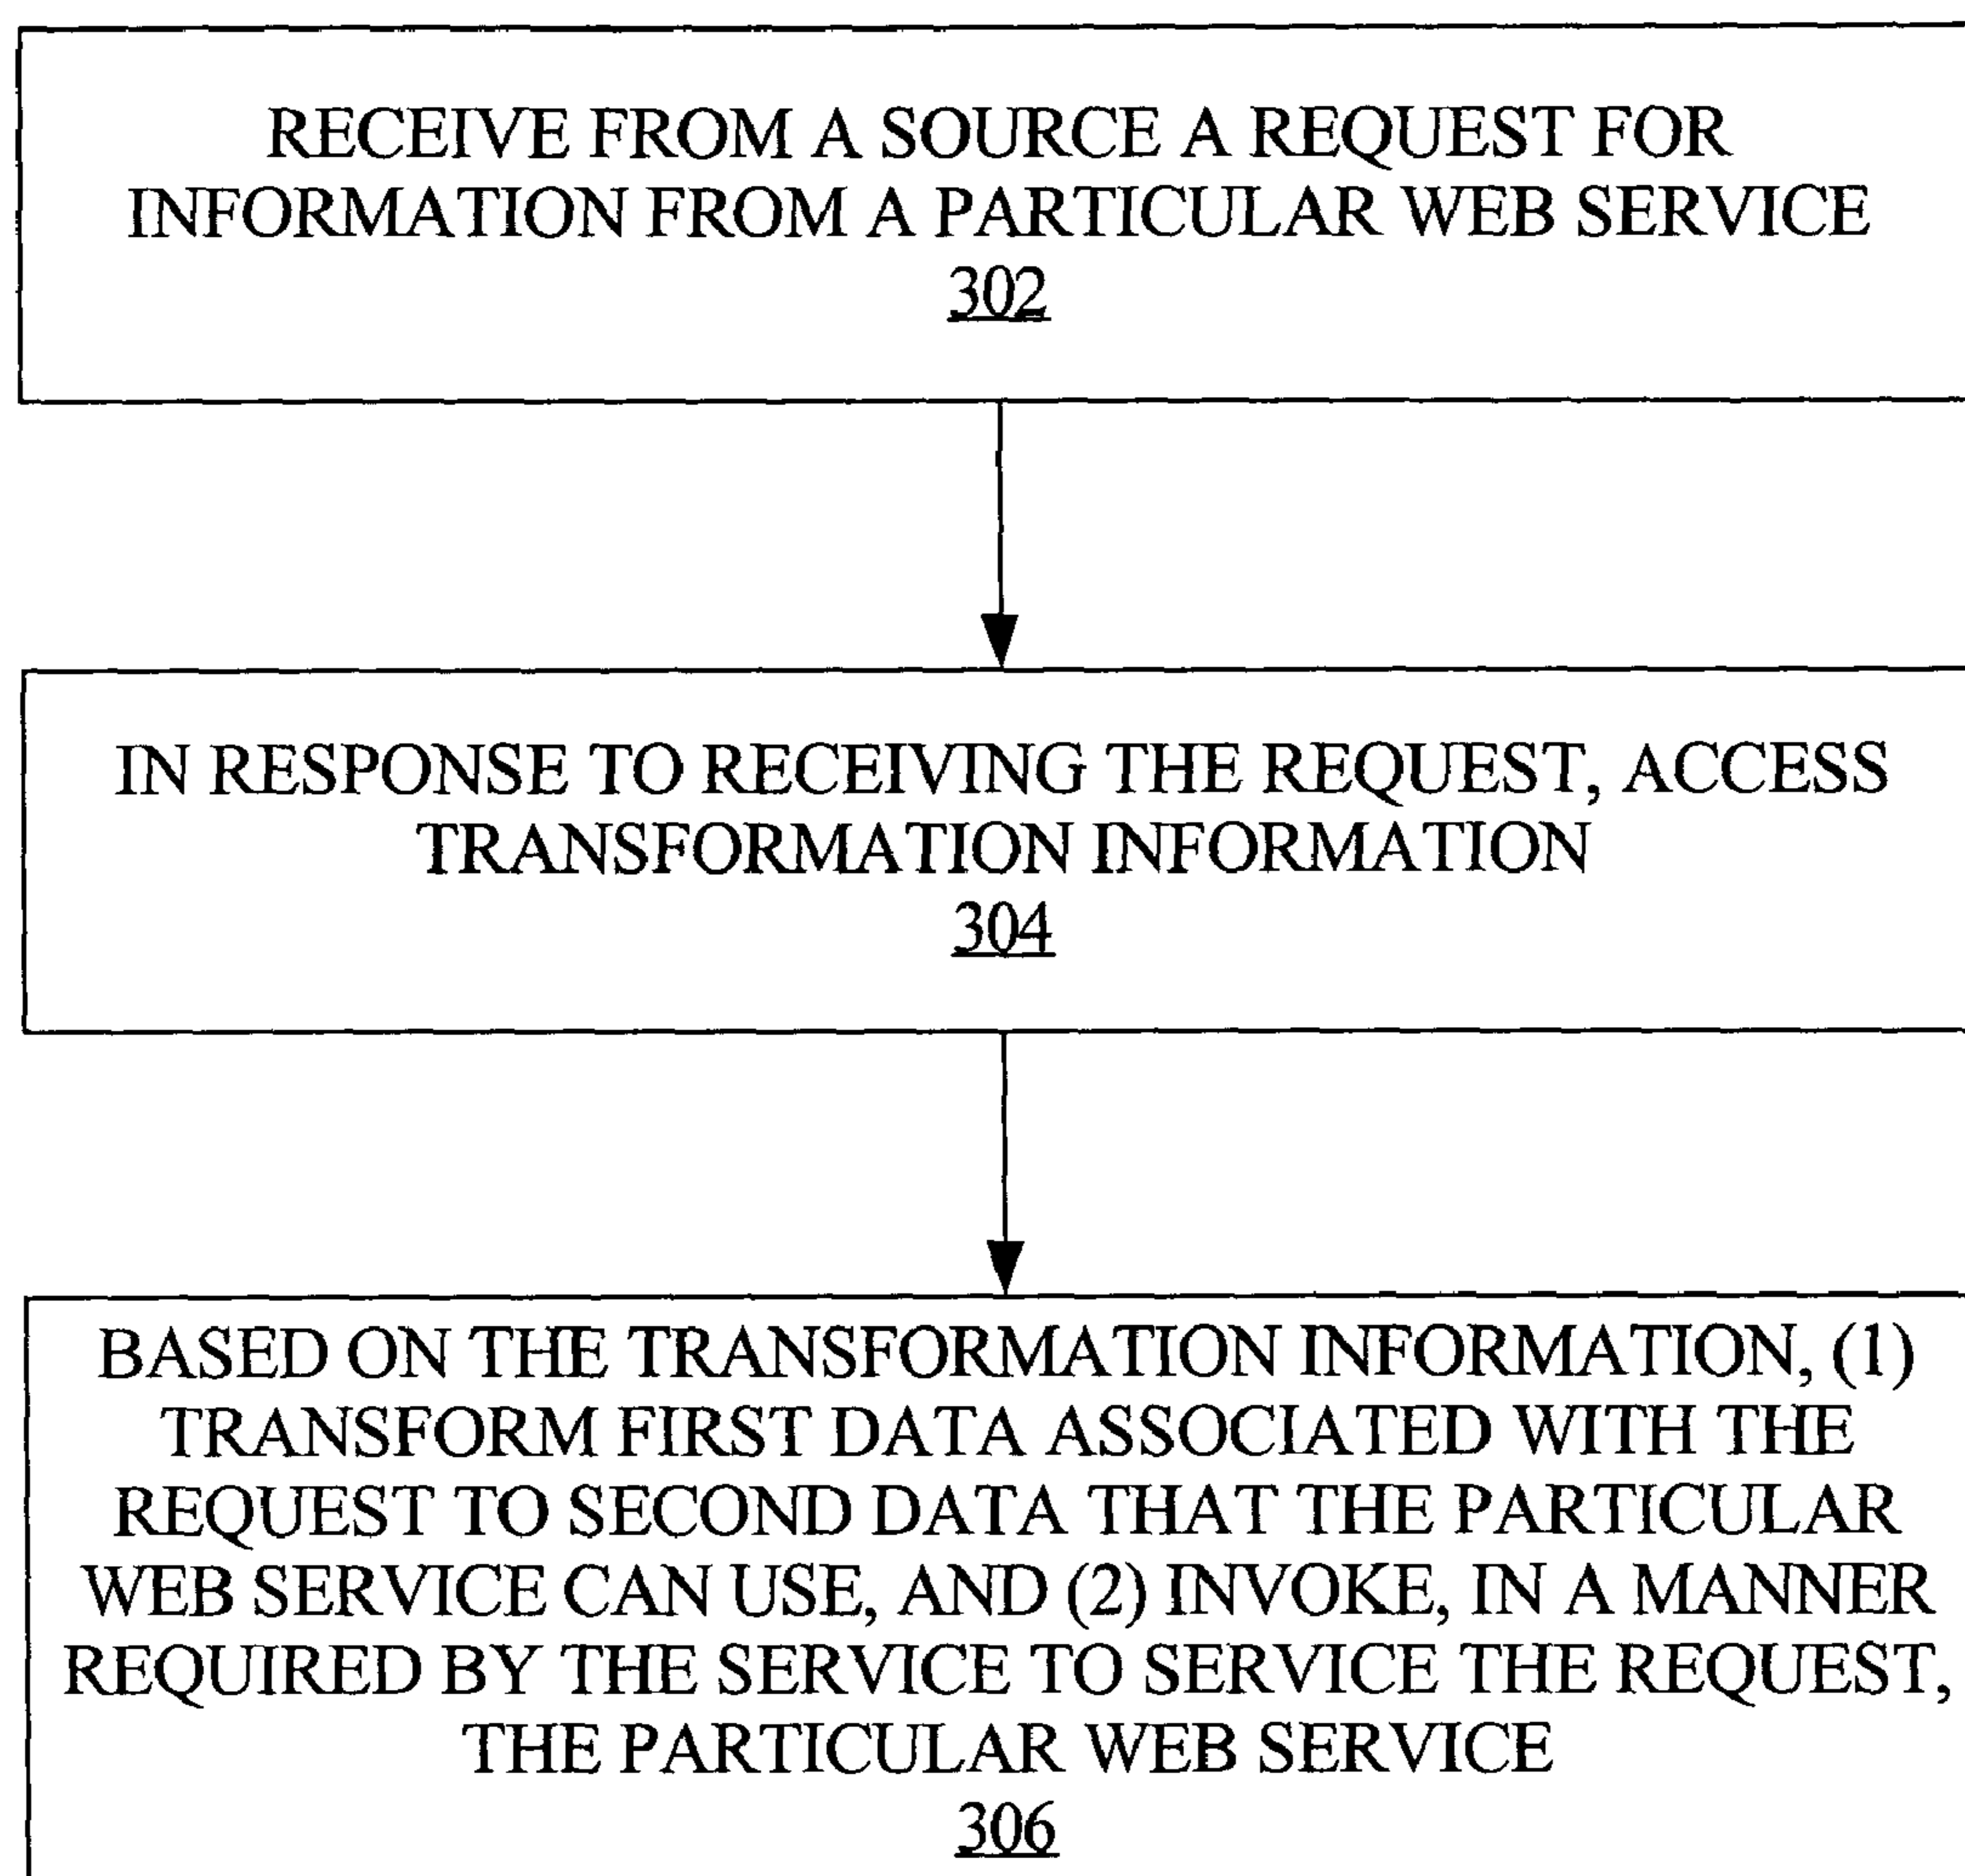 RECEIVE FROM A SOURCE A REQUEST FOR
INFORMATION FROM A PARTICULAR WEB SERVICE
302
IN RESPONSE TO RECEIVING THE REQUEST, ACCESS
TRANSFORMATION INFORMATION
304
BASED ON THE TRANSFORMATION INFORMATION, (1)
TRANSFORM FIRST DATA ASSOCIATED WITH THE
REQUEST TO SECOND DATA THAT THE PARTICULAR
WEB SERVICE CAN USE, AND (2) INVOKE, IN A MANNER
REQUIRED BY THE SERVICE TO SERVICE THE REQUEST,
THE PARTICULAR WEB SERVICE
306